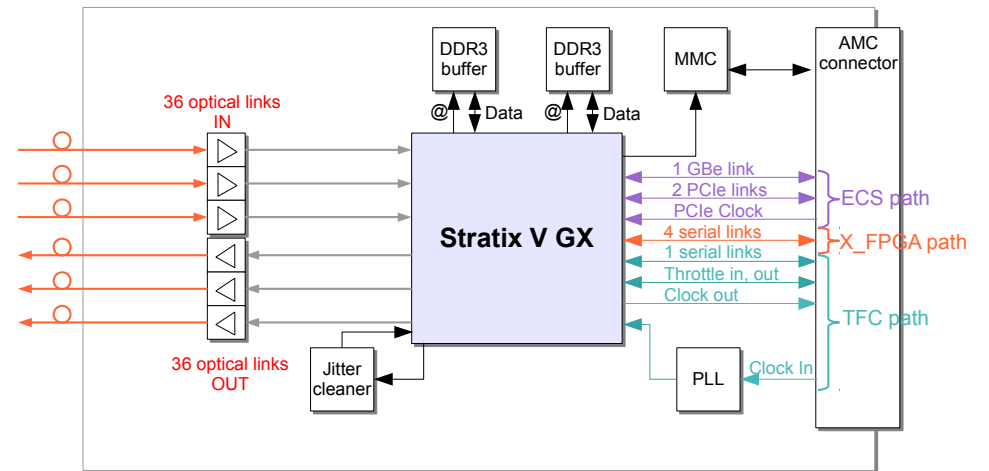 DDR3
buffer
DDR3
buffer
MMC
AMC
connector
@
Data
@
Data
36 optical links
IN
1 GBe link
2 PCIe links
PCIe Clock
ECS path
Stratix V GX
4 serial links
X_FPGA path
1 serial links
Throttle in, out
Clock out
TFC path
36 optical links
OUT
Jitter
cleaner
PLL
Clock In